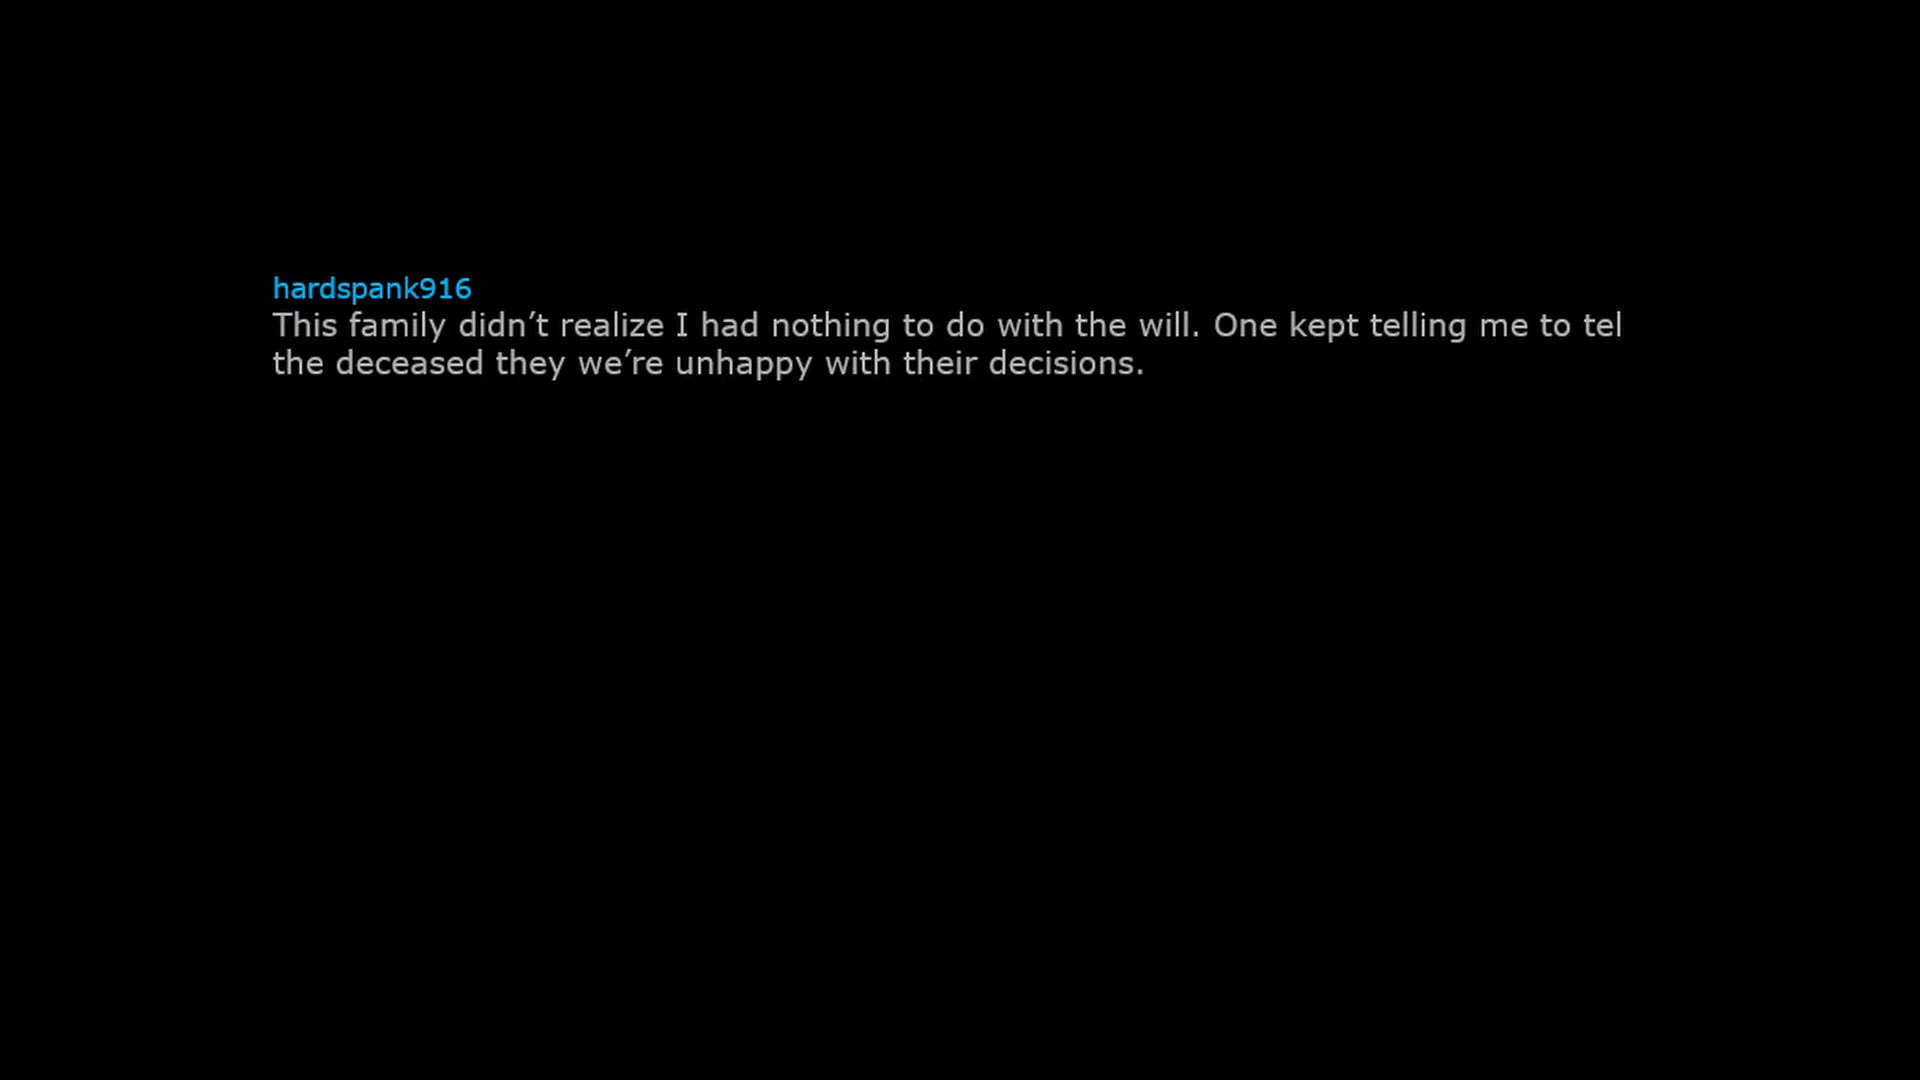 hardspank916
This family didn’t realize I had nothing to do with the will. One kept telling me to tel
the deceased they we’re unhappy with their decisions.